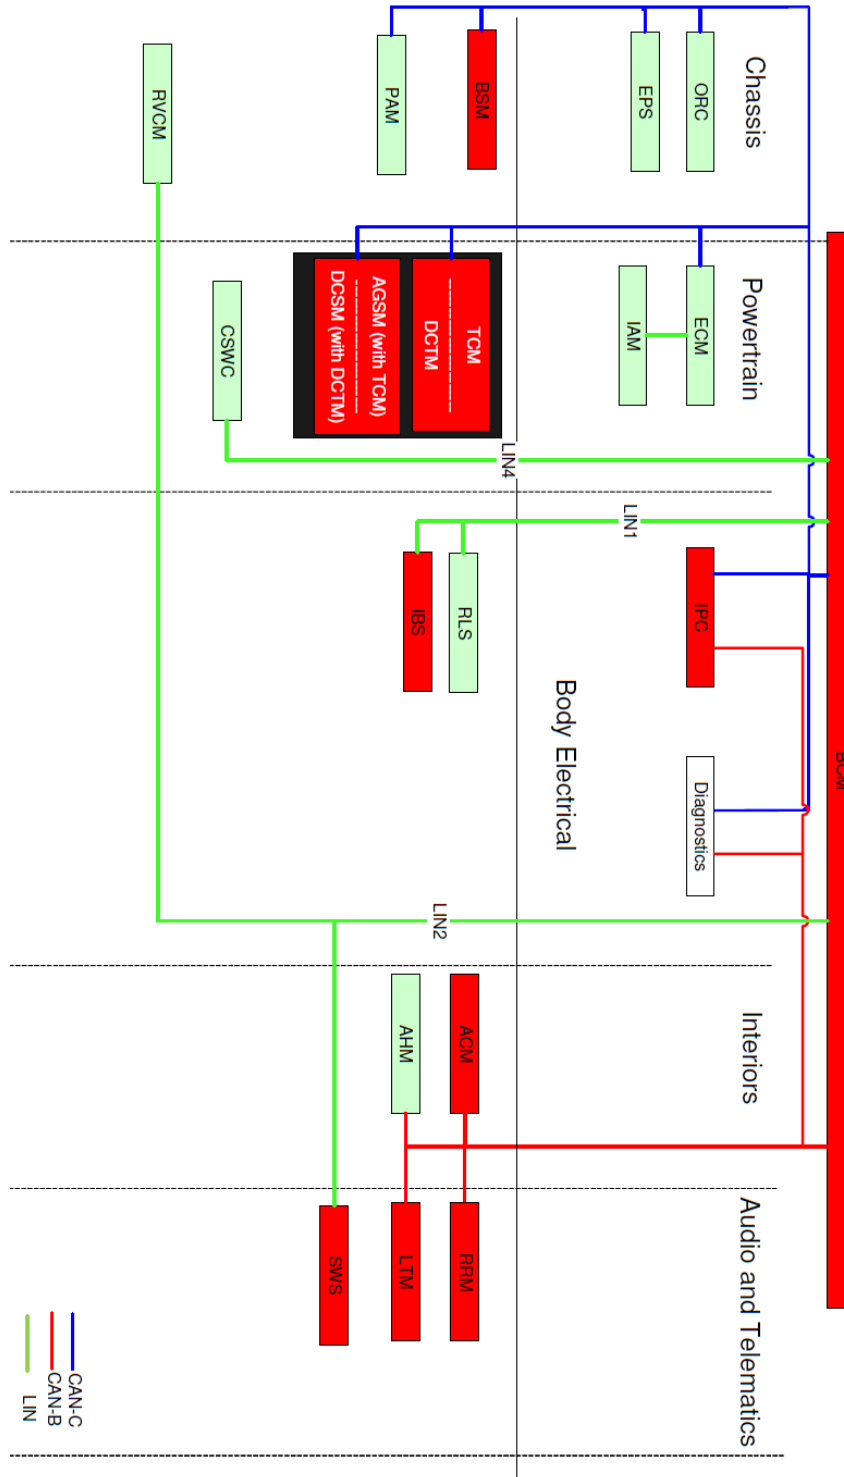 BCM
Chassis
Powertrain
Body Electrical
Interiors
Audio and Telematics
ORC
EPS
BSM
PAM
RVCM
ECM
IAM
TCM
DCTM
AGSM (with TCM)
DCSM (with DCTM)
CSWC
LIN4
LIN1
IPC
Diagnostics
RLS
IBS
LIN2
ACM
AHM
RRM
LTM
SWS
CAN-C
CAN-B
LIN